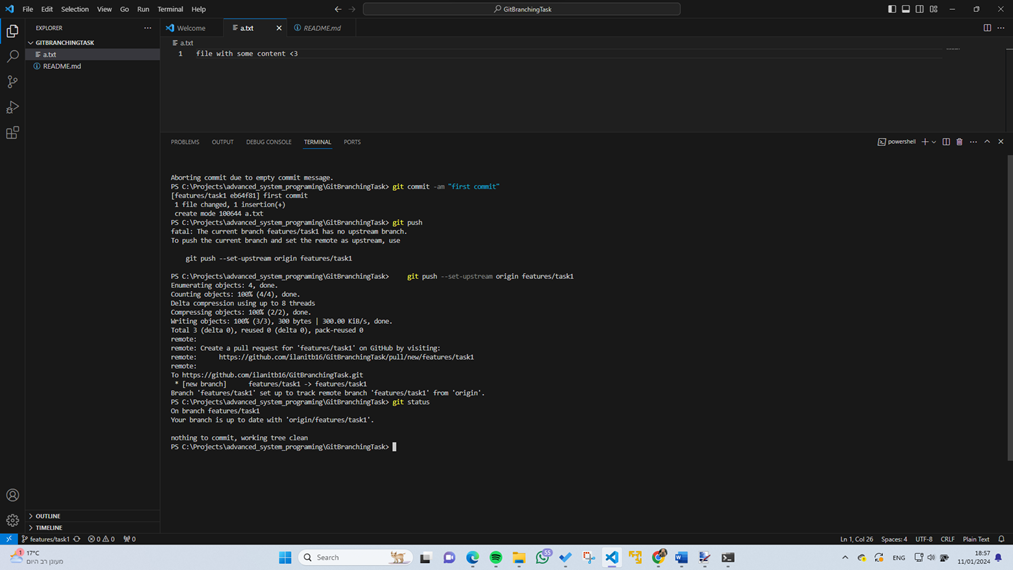 File Edit Selection View Go Run Terminal Help
GitBranchingTask
EXPLORER
GITBRANCHINGTASK
a.txt
README.md
Welcome
a.txt
README.md
a.txt
1 file with some content <3
PROBLEMS OUTPUT DEBUG CONSOLE TERMINAL PORTS
powershell
Aborting commit due to empty commit message.
PS C:\Projects\advanced_system_programing\GitBranchingTask> git commit -am "first commit"
[features/task1 eb64f81] first commit
1 file changed, 1 insertion(+)
create mode 100644 a.txt
PS C:\Projects\advanced_system_programing\GitBranchingTask> git push
fatal: The current branch features/task1 has no upstream branch.
To push the current branch and set the remote as upstream, use
git push --set-upstream origin features/task1
PS C:\Projects\advanced_system_programing\GitBranchingTask> git push --set-upstream origin features/task1
Enumerating objects: 4, done.
Counting objects: 100% (4/4), done.
Delta compression using up to 8 threads
Compressing objects: 100% (2/2), done.
Writing objects: 100% (3/3), 300 bytes | 300.00 KiB/s, done.
Total 3 (delta 0), reused 0 (delta 0), pack-reused 0
remote:
remote: Create a pull request for 'features/task1' on GitHub by visiting:
remote: https://github.com/ilanitb16/GitBranchingTask/pull/new/features/task1
remote:
To https://github.com/ilanitb16/GitBranchingTask.git
* [new branch] features/task1 -> features/task1
Branch 'features/task1' set up to track remote branch 'features/task1' from 'origin'.
PS C:\Projects\advanced_system_programing\GitBranchingTask> git status
On branch features/task1
Your branch is up to date with 'origin/features/task1'.
nothing to commit, working tree clean
PS C:\Projects\advanced_system_programing\GitBranchingTask>
OUTLINE
TIMELINE
features/task1 0 0 0
Ln 1, Col 26 Spaces: 4 UTF-8 CRLF Plain Text
1 17°C
מעונן רב היום
Search
ENG
18:57
11/01/2024